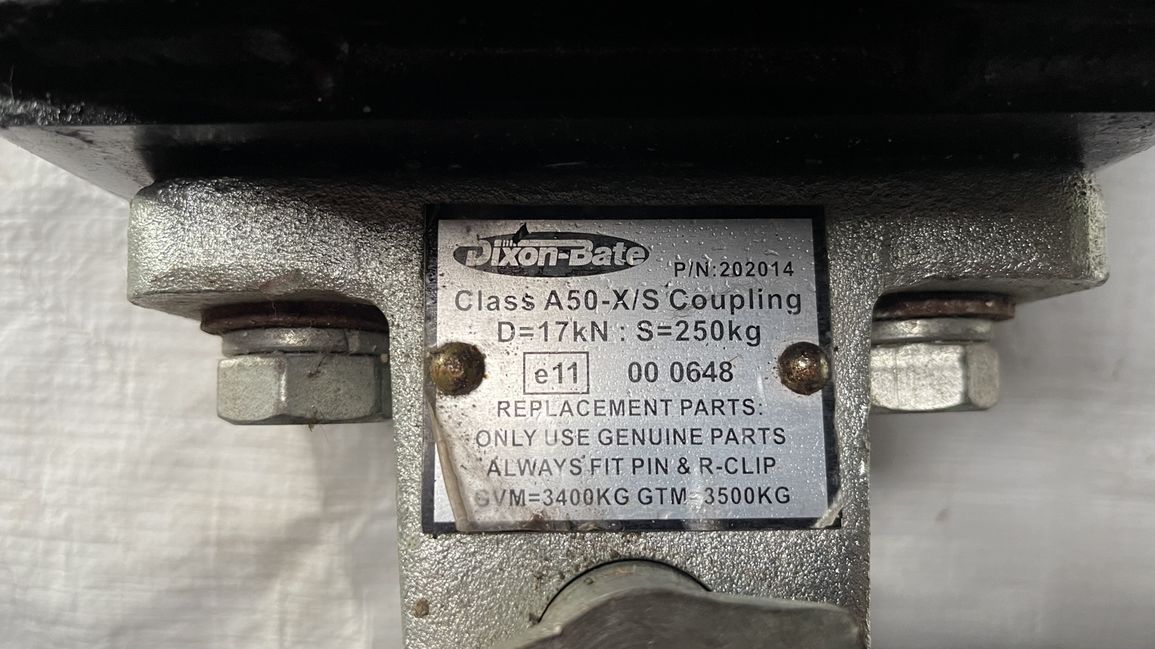 Dixon-Bate
P/N:202014
Class A50-X/S Coupling
D=17kN : S=250kg
e11 00 0648
REPLACEMENT PARTS:
ONLY USE GENUINE PARTS
ALWAYS FIT PIN & R-CLIP
GVM=3400KG GTM=3500KG